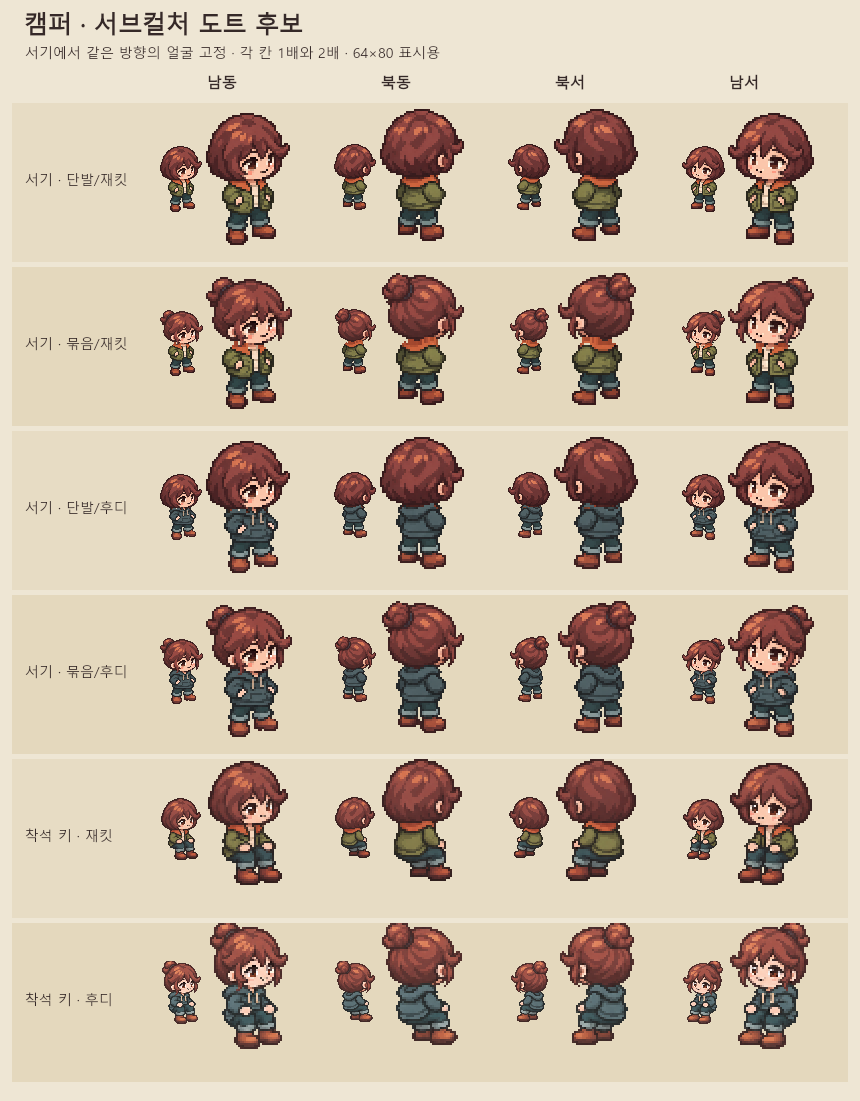 캠퍼 · 서브컬처 도트 후보
서기에서 같은 방향의 얼굴 고정 · 각 칸 1배와 2배 · 64×80 표시용
남동 북동 북서 남서
서기 · 단발/재킷
서기 · 묶음/재킷
서기 · 단발/후디
서기 · 묶음/후디
착석 키 · 재킷
착석 키 · 후디